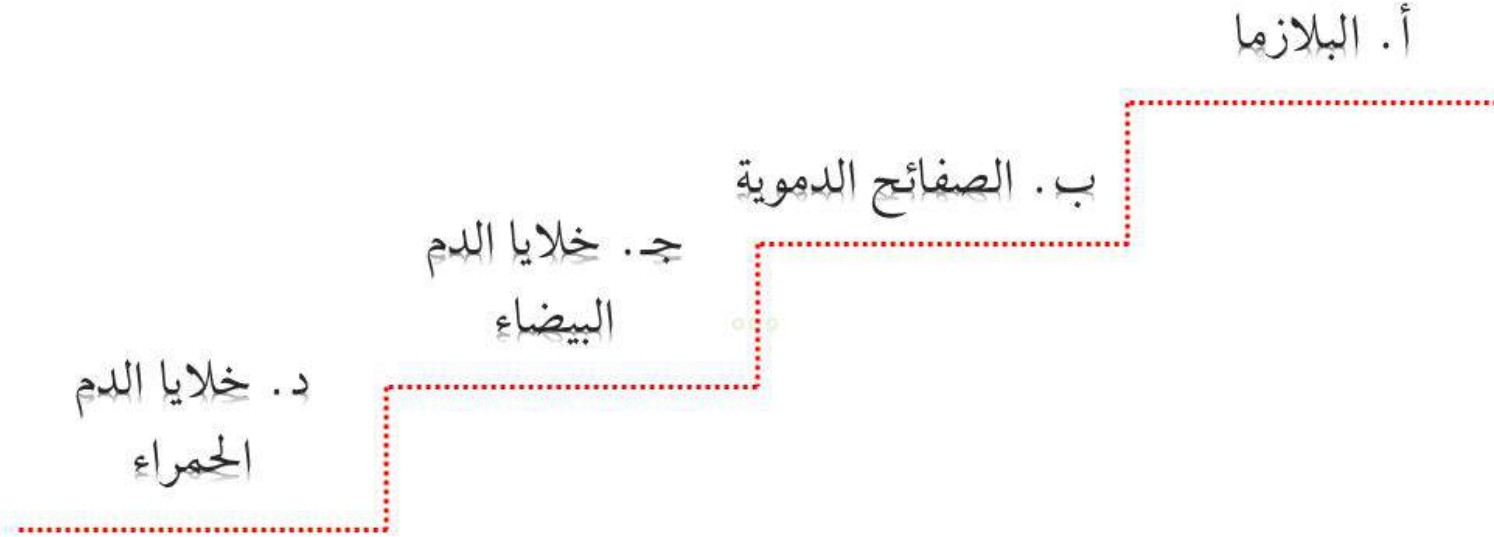 أ. البلازما
ب. الصفائح الدموية
جـ. خلايا الدم
البيضاء
د. خلايا الدم
الحمراء